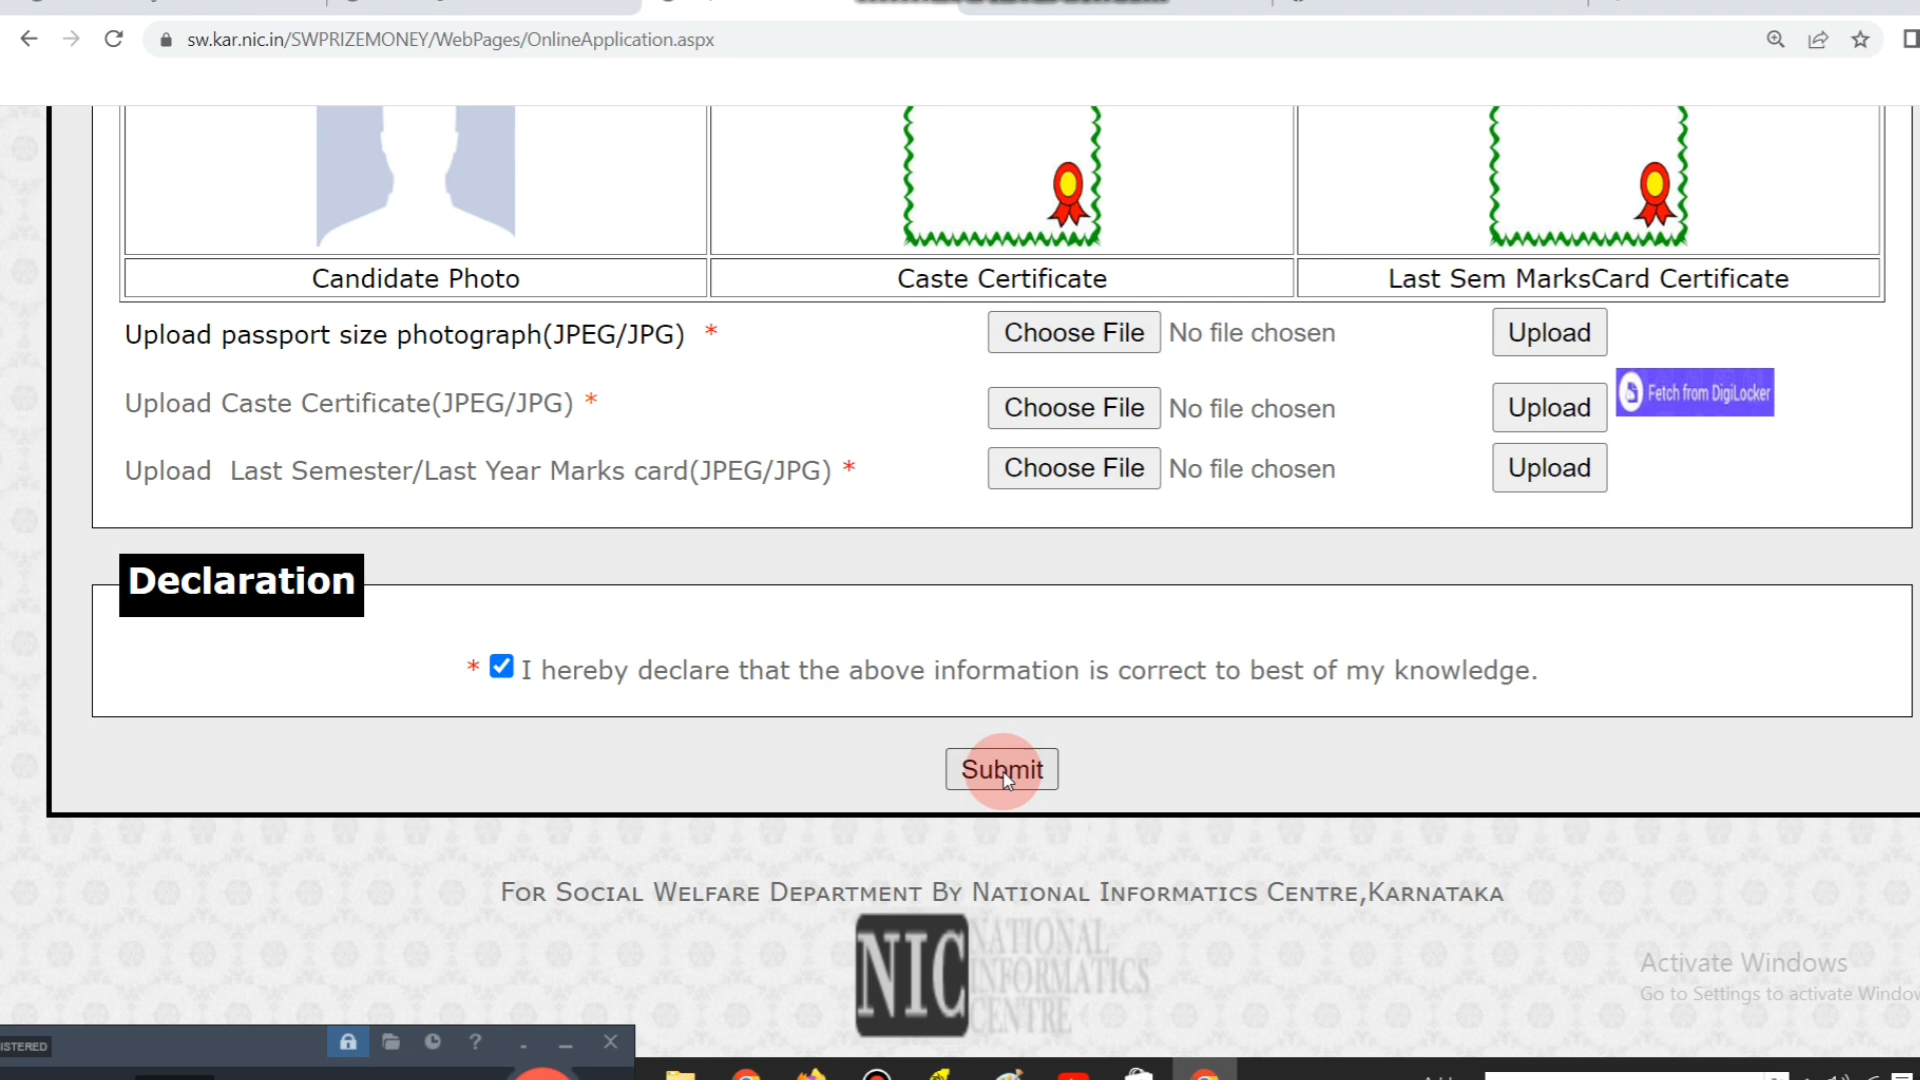 sw.kar.nic.in/SWPRIZEMONEY/WebPages/OnlineApplication.aspx
Candidate Photo Caste Certificate Last Sem MarksCard Certificate
Upload passport size photograph(JPEG/JPG) * Choose File No file chosen Upload
Upload Caste Certificate(JPEG/JPG) * Choose File No file chosen Upload Fetch from DigiLocker
Upload Last Semester/Last Year Marks card(JPEG/JPG) * Choose File No file chosen Upload
Declaration
* I hereby declare that the above information is correct to best of my knowledge.
Submit
FOR SOCIAL WELFARE DEPARTMENT BY NATIONAL INFORMATICS CENTRE,KARNATAKA
NIC NATIONAL
INFORMATICS
CENTRE
Activate Windows
Go to Settings to activate Window
ISTERED